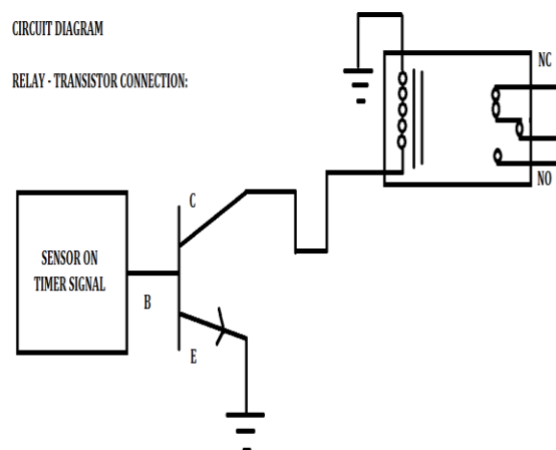 CIRCUIT DIAGRAM
RELAY - TRANSISTOR CONNECTION:
NC
NO
C
SENSOR ON
TIMER SIGNAL
B
E